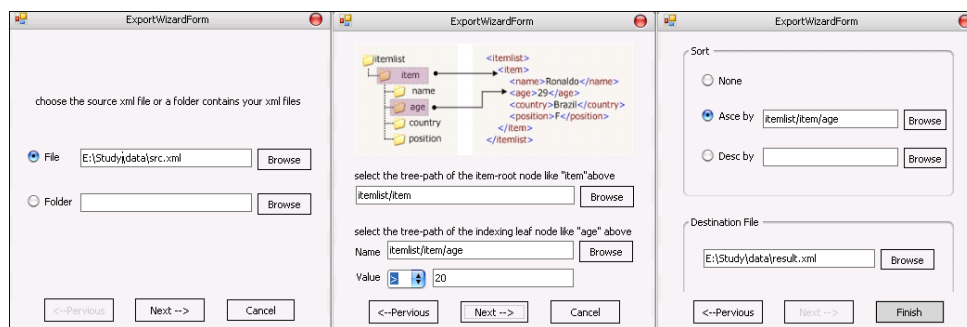 ExportWizardForm
choose the source xml file or a folder contains your xml files
File E:\Study\data\src.xml Browse
Folder Browse
<--Pervious Next --> Cancel
ExportWizardForm
itemlist
item
name
age
country
position
<itemlist>
<item>
<name>Ronaldo</name>
<age>29</age>
<country>Brazil</country>
<position>F</position>
</item>
</itemlist>
select the tree-path of the item-root node like "item"above
itemlist/item Browse
select the tree-path of the indexing leaf node like "age" above
Name itemlist/item/age Browse
Value > 20
<--Pervious Next --> Cancel
ExportWizardForm
Sort
None
Asce by itemlist/item/age Browse
Desc by Browse
Destination File
E:\Study\data\result.xml Browse
<--Pervious Next --> Finish